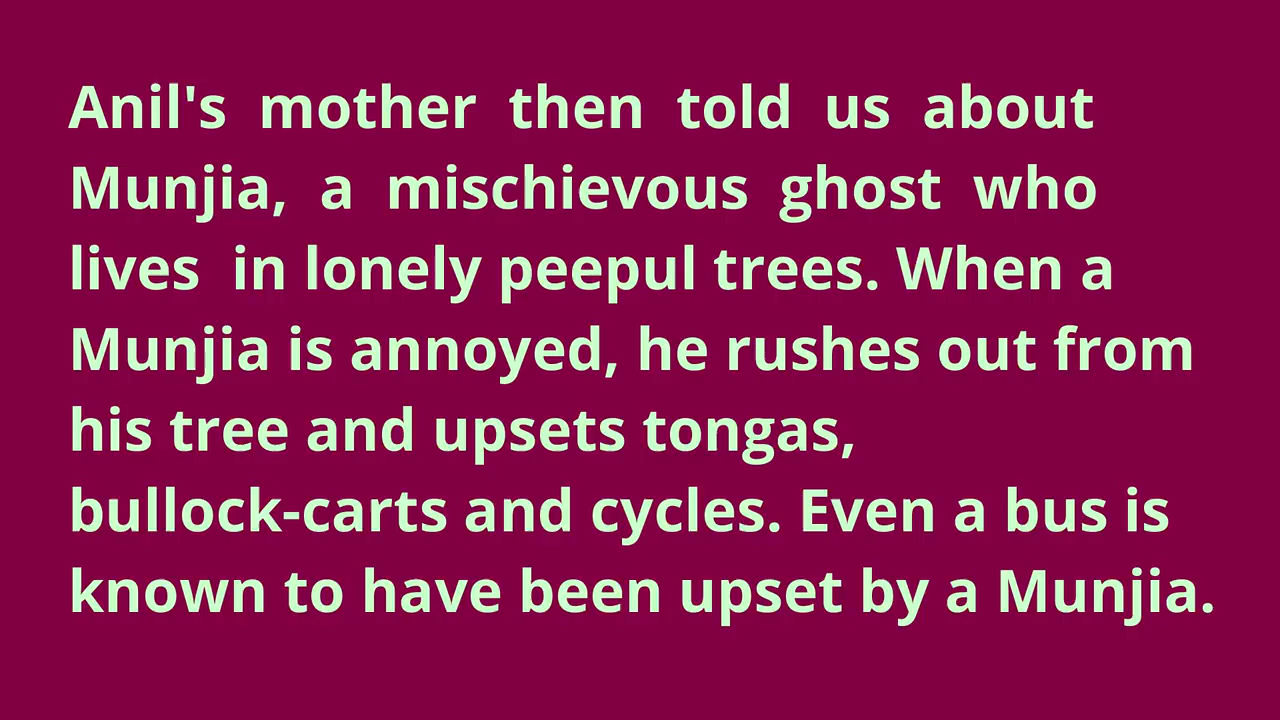 Anil's mother then told us about
Munjia, a mischievous ghost who
lives in lonely peepul trees. When a
Munjia is annoyed, he rushes out from
his tree and upsets tongas,
bullock-carts and cycles. Even a bus is
known to have been upset by a Munjia.